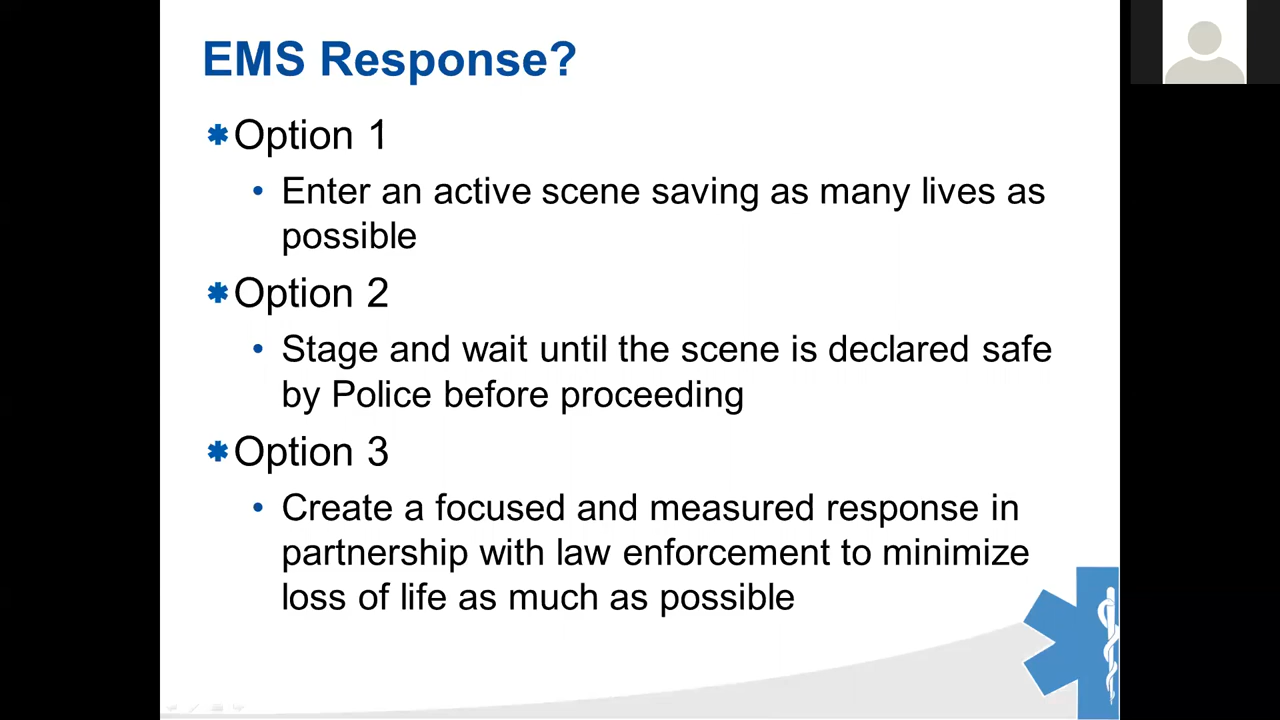 EMS Response?
Option 1
Enter an active scene saving as many lives as
possible
Option 2
Stage and wait until the scene is declared safe
by Police before proceeding
Option 3
Create a focused and measured response in
partnership with law enforcement to minimize
loss of life as much as possible